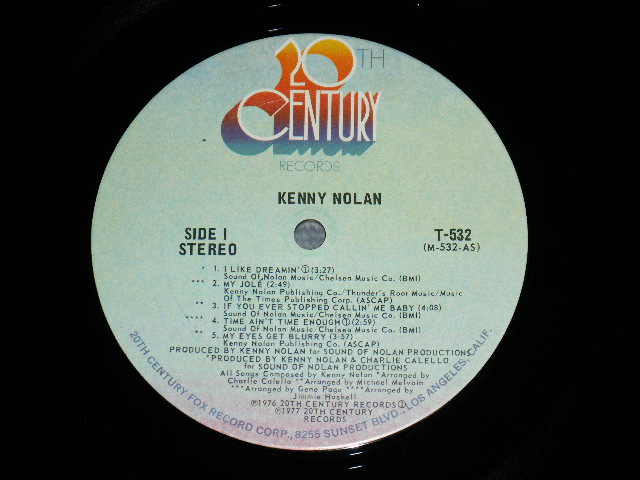 20TH
CENTURY
RECORDS
KENNY NOLAN
SIDE 1
STEREO
T-532
(M-532-AS)
* 1. I LIKE DREAMIN' ① (3:27)
Sound Of Nolan Music/Chelsea Music Co. (BMI)
*** 2. MY JOLÉ (2:49)
Kenny Nolan Publishing Co./Thunder's Roar Music/Music
Of The Times Publishing Corp. (ASCAP)
** 3. IF YOU EVER STOPPED CALLIN' ME BABY (4:08)
Sound Of Nolan Music/Chelsea Music Co. (BMI)
**** 4. TIME AIN'T TIME ENOUGH ① (2:59)
Sound Of Nolan Music/Chelsea Music Co. (BMI)
** 5. MY EYES GET BLURRY (3:57)
Kenny Nolan Publishing Co. (ASCAP)
PRODUCED BY KENNY NOLAN for SOUND OF NOLAN PRODUCTIONS
*PRODUCED BY KENNY NOLAN & CHARLIE CALELLO
for SOUND OF NOLAN PRODUCTIONS
All Songs Composed by Kenny Nolan *Arranged by
Charlie Calello **Arranged by Michael Melvoin
***Arranged by Gene Page ****Arranged by
Jimmie Haskell
℗1976 20TH CENTURY RECORDS ①
℗1977 20TH CENTURY
RECORDS
20TH CENTURY FOX RECORD CORP., 8255 SUNSET BLVD., LOS ANGELES, CALIF.